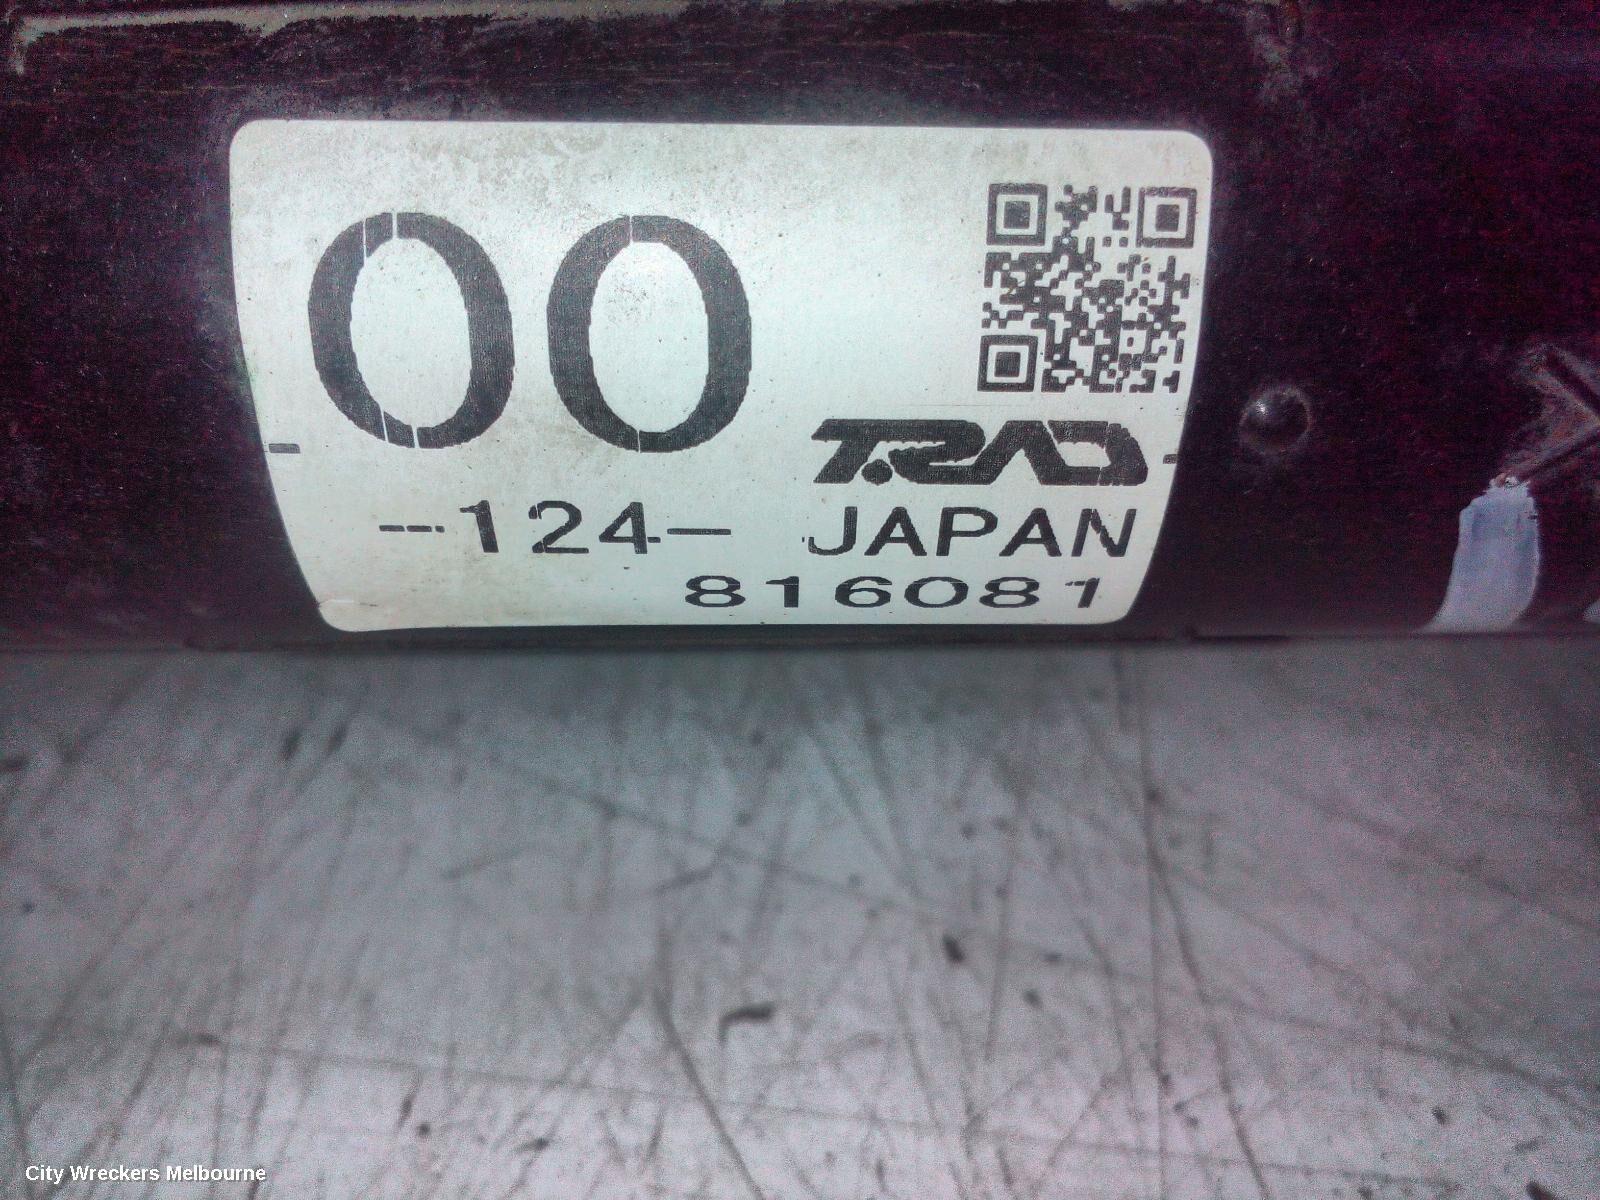 00
T.RAD
-124- JAPAN
816081
City Wreckers Melbourne